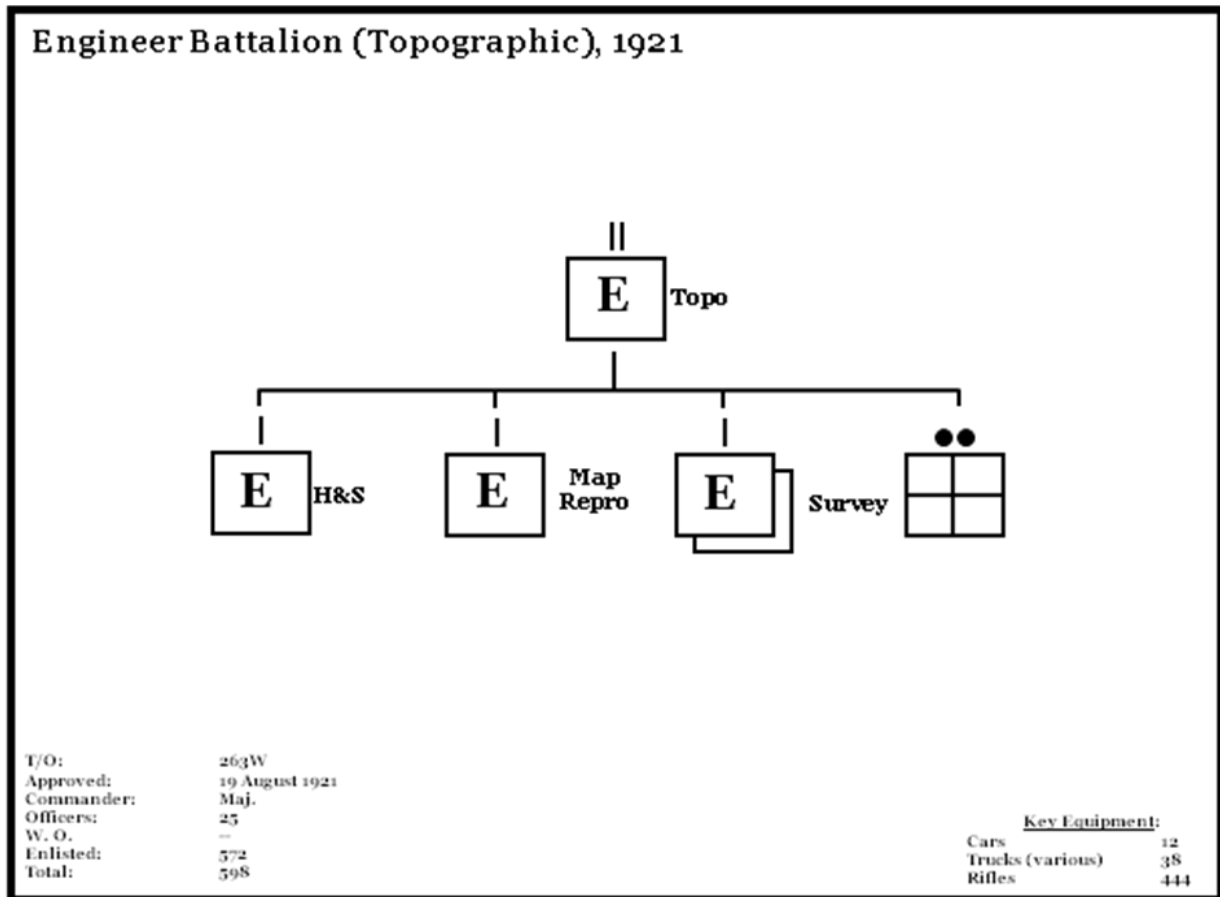 Engineer Battalion (Topographic), 1921
E Topo
E H&S
E Map
Repro
E Survey
T/O: 263W
Approved: 19 August 1921
Commander: Maj.
Officers: 25
W. O. --
Enlisted: 572
Total: 598
Key Equipment:
Cars 12
Trucks (various) 38
Rifles 444